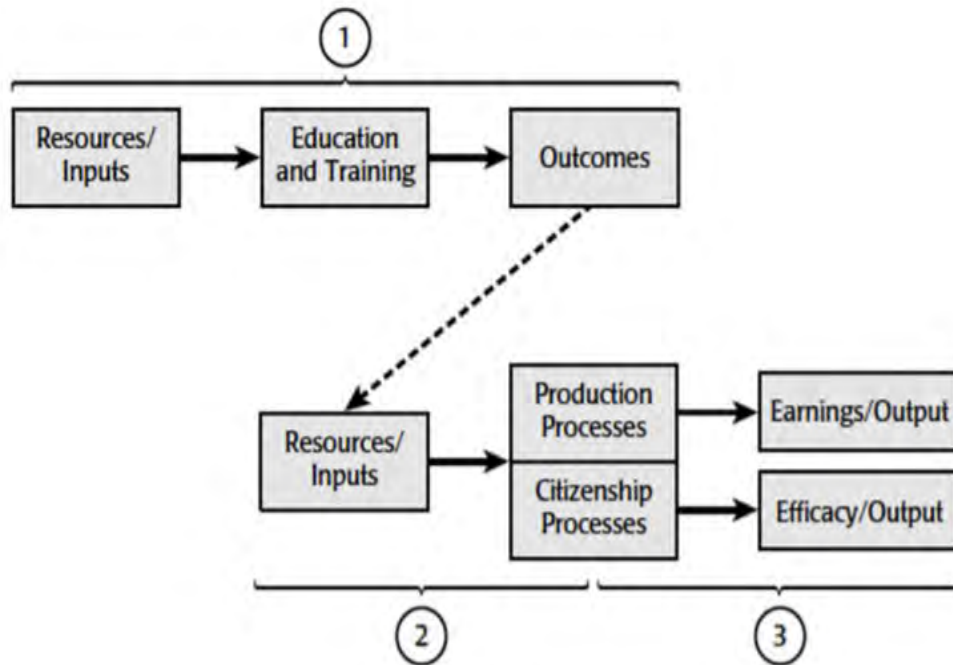 1
Resources/
Inputs
Education
and Training
Outcomes
Resources/
Inputs
Production
Processes
Citizenship
Processes
Earnings/Output
Efficacy/Output
2
3